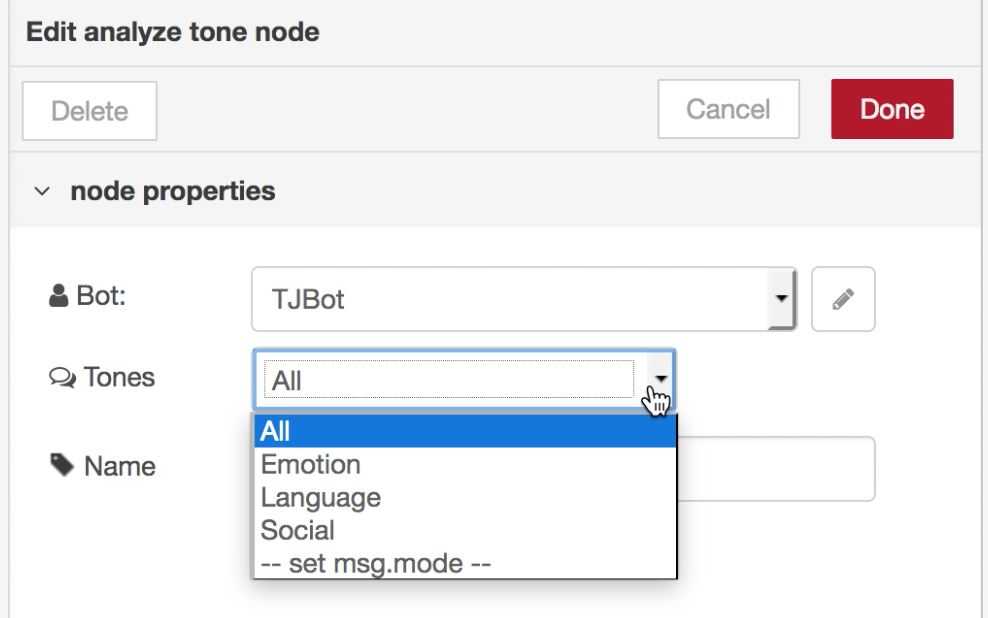 Edit analyze tone node
Delete
Cancel
Done
node properties
Bot:
TJBot
Tones
All
All
Emotion
Language
Social
-- set msg.mode --
Name